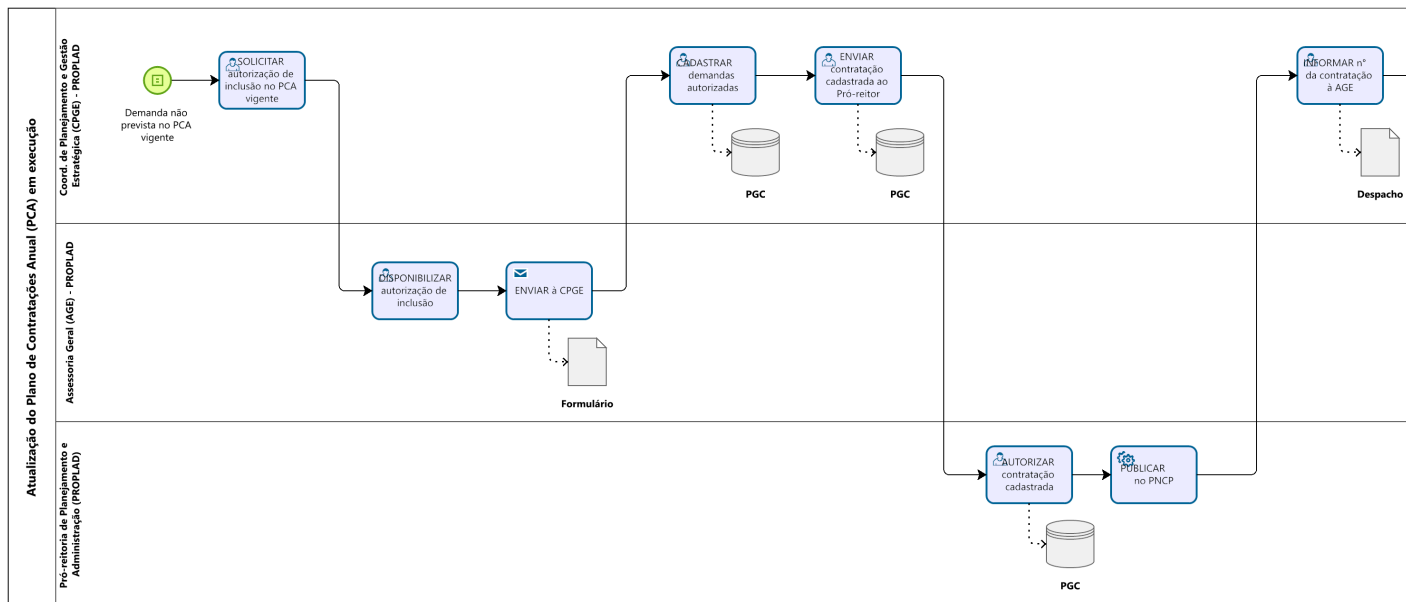 Atualização do Plano de Contratações Anual (PCA) em execução
Coord. de Planejamento e Gestão
Estratégica (CPGE) - PROPLAD
Demanda não
prevista no PCA
vigente
SOLICITAR
autorização de
inclusão no PCA
vigente
CADASTRAR
demandas
autorizadas
PGC
ENVIAR
contratação
cadastrada ao
Pró-reitor
PGC
INFORMAR n°
da contratação
à AGE
Despacho
Assessoria Geral (AGE) - PROPLAD
DISPONIBILIZAR
autorização de
inclusão
ENVIAR à CPGE
Formulário
Pró-reitoria de Planejamento e
Administração (PROPLAD)
AUTORIZAR
contratação
cadastrada
PGC
PUBLICAR
no PNCP